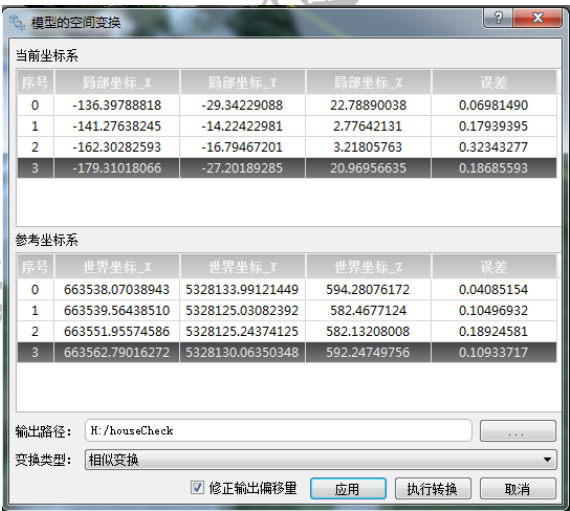 模型的空间变换
当前坐标系
序号 局部坐标_X 局部坐标_Y 局部坐标_Z 误差
0 -136.39788818 -29.34229088 22.78890038 0.06981490
1 -141.27638245 -14.22422981 2.77642131 0.17939395
2 -162.30282593 -16.79467201 3.21805763 0.32343277
3 -179.31018066 -27.20189285 20.96956635 0.18685593
参考坐标系
序号 世界坐标_X 世界坐标_Y 世界坐标_Z 误差
0 663538.07038943 5328133.99121449 594.28076172 0.04085154
1 663539.56438510 5328125.03082392 582.4677124 0.10496932
2 663551.95574586 5328125.24374125 582.13208008 0.18924581
3 663562.79016272 5328130.06350348 592.24749756 0.10933717
输出路径： H:/houseCheck ...
变换类型： 相似变换
修正输出偏移量 应用 执行转换 取消